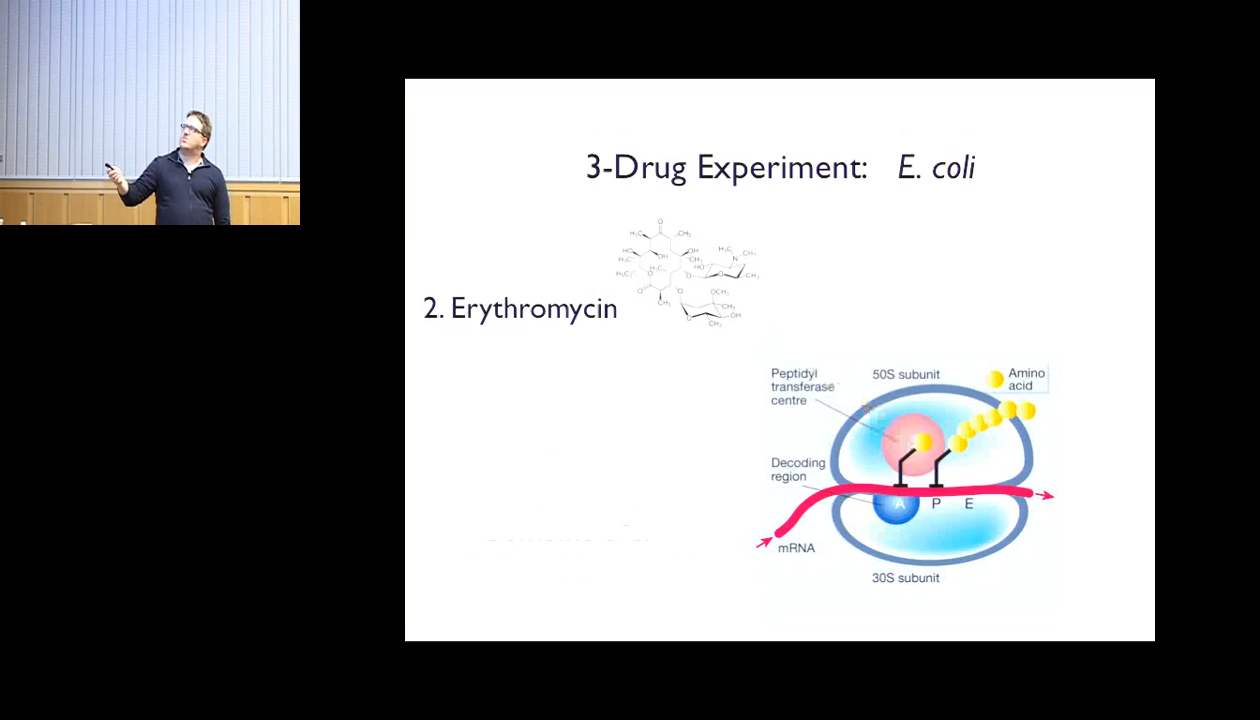 3-Drug Experiment: E. coli
2. Erythromycin
Peptidyl
transferase
centre
50S subunit
Amino
acid
Decoding
region
A P E
mRNA
30S subunit